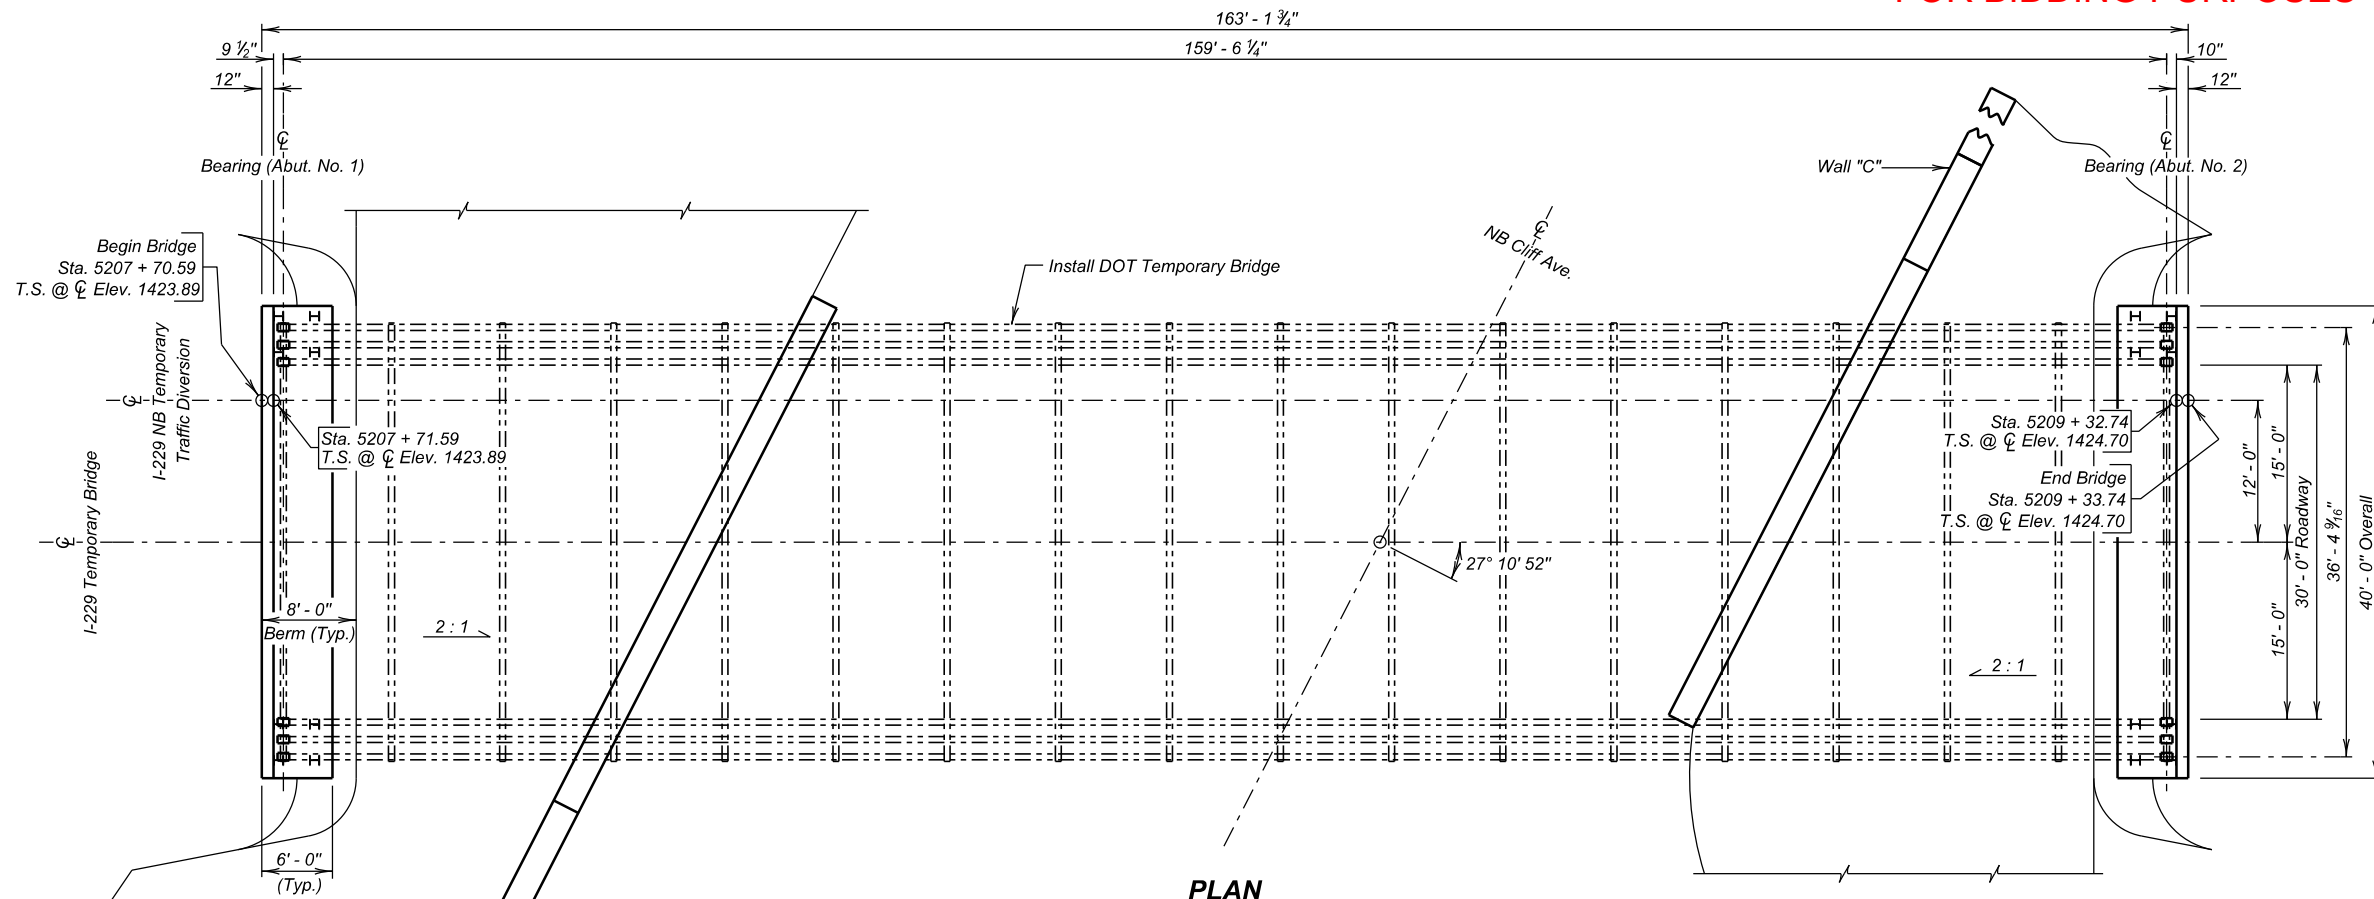 163' - 1 3/4"
9 1/2"
159' - 6 1/4"
10"
12"
12"
℄
Bearing (Abut. No. 1)
℄
Bearing (Abut. No. 2)
Wall "C"
Begin Bridge
Sta. 5207 + 70.59
T.S. @ ℄ Elev. 1423.89
℄
NB Cliff Ave.
Install DOT Temporary Bridge
℄
I-229 NB Temporary
Traffic Diversion
Sta. 5207 + 71.59
T.S. @ ℄ Elev. 1423.89
Sta. 5209 + 32.74
T.S. @ ℄ Elev. 1424.70
End Bridge
Sta. 5209 + 33.74
T.S. @ ℄ Elev. 1424.70
℄
I-229 Temporary Bridge
27° 10' 52"
12' - 0"
15' - 0"
15' - 0"
30' - 0" Roadway
36' - 4 9/16"
40' - 0" Overall
8' - 0"
Berm (Typ.)
2 : 1
2 : 1
6' - 0"
(Typ.)
PLAN